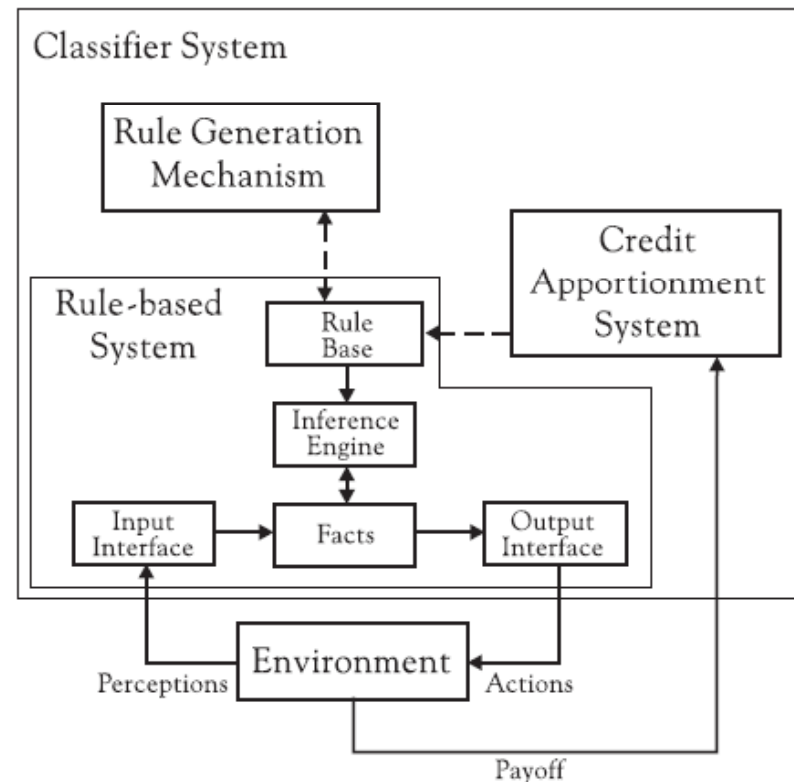 Classifier System
Rule Generation
Mechanism
Credit
Apportionment
System
Rule-based
System
Rule
Base
Inference
Engine
Input
Interface
Facts
Output
Interface
Environment
Perceptions
Actions
Payoff